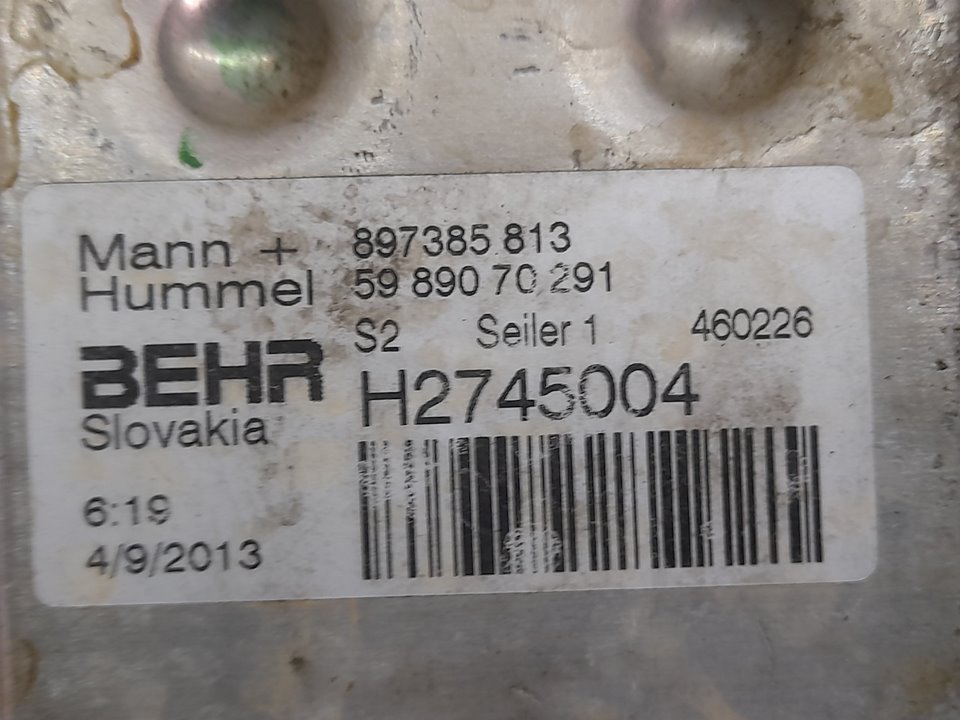 Mann + 897385.813
Hummel 59 890 70 291
S2 Seiler 1 460226
BEHR H2745004
Slovakia
6:19
4/9/2013